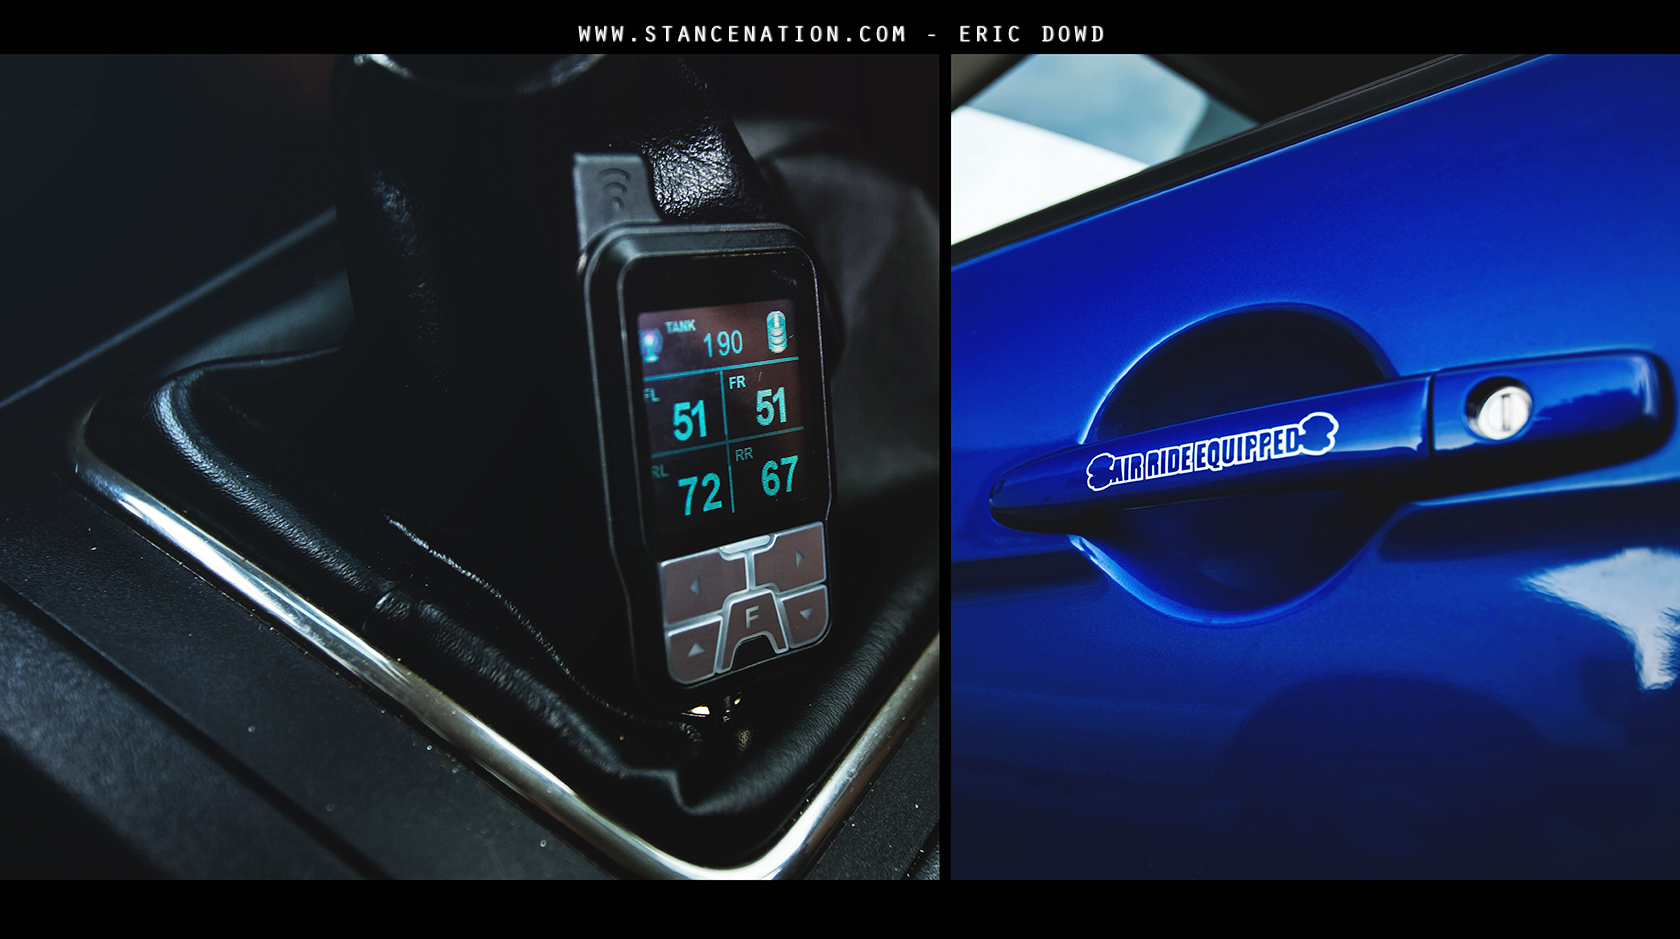 WWW.STANCENATION.COM - ERIC DOWD
TANK
190
FL
FR
51
51
RL
RR
72
67
F
AIR RIDE EQUIPPED